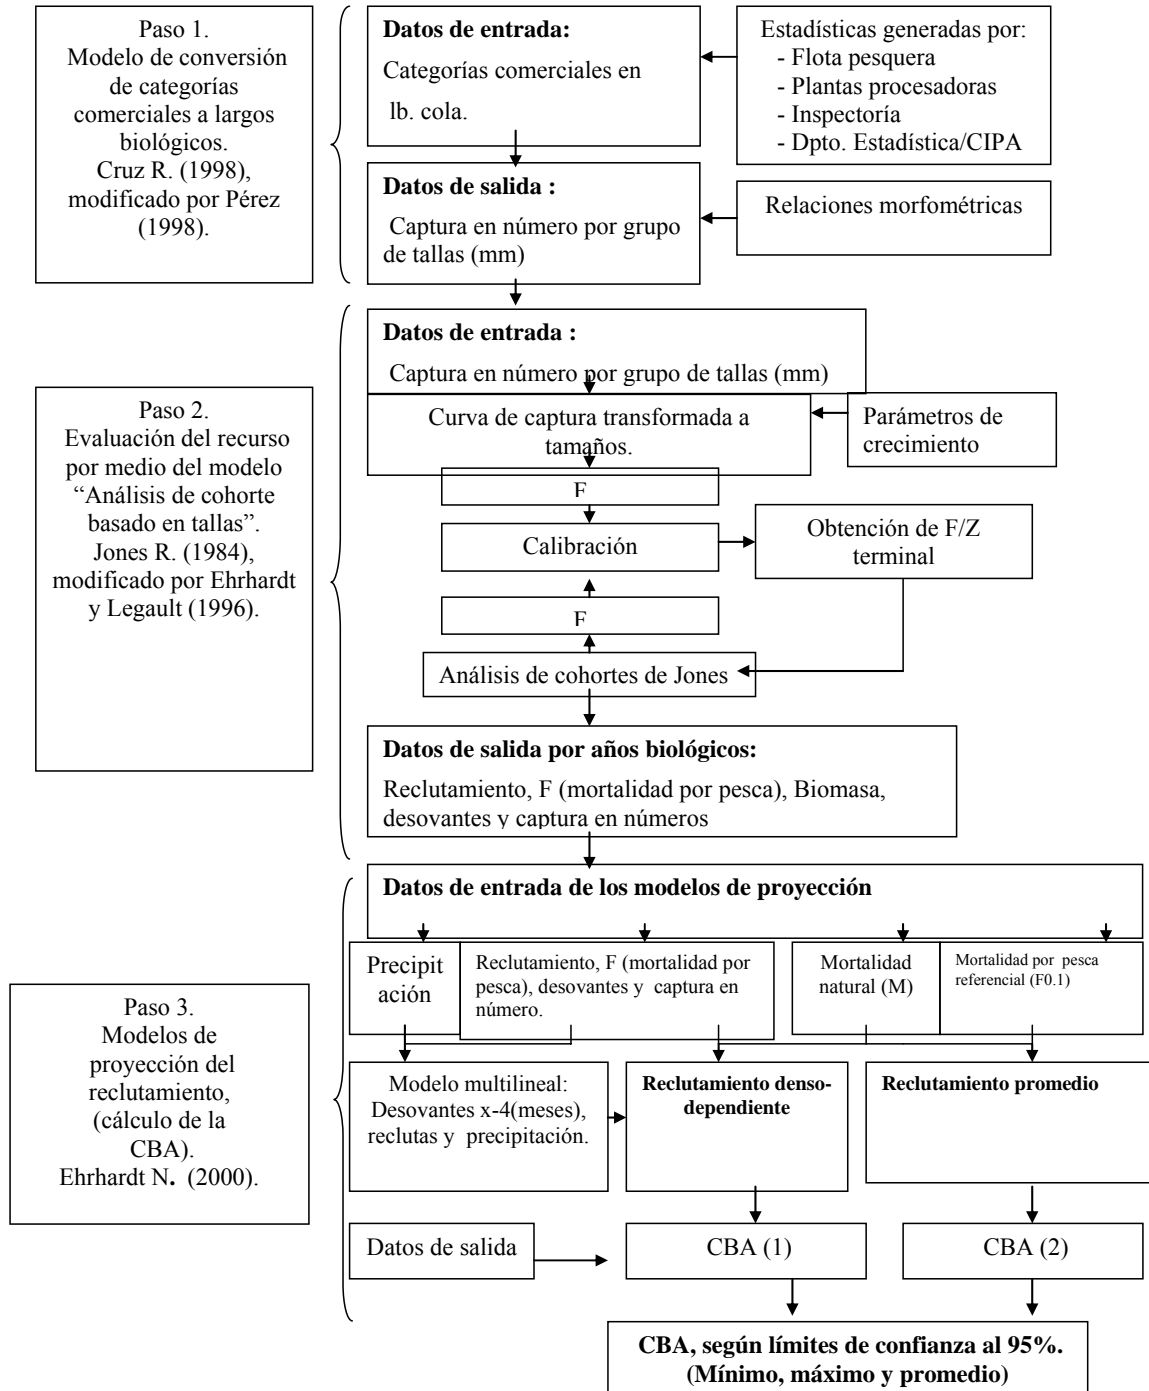 Paso 1.
Modelo de conversión
de categorías
comerciales a largos
biológicos.
Cruz R. (1998),
modificado por Pérez
(1998).
Datos de entrada:
Categorías comerciales en
lb. cola.
Estadísticas generadas por:
- Flota pesquera
- Plantas procesadoras
- Inspectoría
- Dpto. Estadística/CIPA
Datos de salida :
Captura en número por grupo
de tallas (mm)
Relaciones morfométricas
Paso 2.
Evaluación del recurso
por medio del modelo
“Análisis de cohorte
basado en tallas”.
Jones R. (1984),
modificado por Ehrhardt
y Legault (1996).
Datos de entrada :
Captura en número por grupo de tallas (mm)
Curva de captura transformada a
tamaños.
Parámetros de
crecimiento
F
Calibración
Obtención de F/Z
terminal
F
Análisis de cohortes de Jones
Datos de salida por años biológicos:
Reclutamiento, F (mortalidad por pesca), Biomasa,
desovantes y captura en números
Paso 3.
Modelos de
proyección del
reclutamiento,
(cálculo de la
CBA).
Ehrhardt N. (2000).
Datos de entrada de los modelos de proyección
Precipit
ación
Reclutamiento, F (mortalidad por
pesca), desovantes y captura en
número.
Mortalidad
natural (M)
Mortalidad por pesca
referencial (F0.1)
Modelo multilineal:
Desovantes x-4(meses),
reclutas y precipitación.
Reclutamiento denso-
dependiente
Reclutamiento promedio
Datos de salida
CBA (1)
CBA (2)
CBA, según límites de confianza al 95%.
(Mínimo, máximo y promedio)